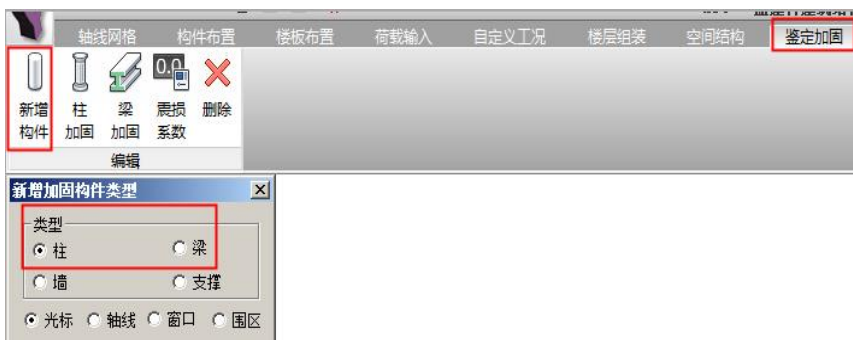 轴线网格 构件布置 楼板布置 荷载输入 自定义工况 楼层组装 空间结构 鉴定加固
0.0
新增 柱 梁 震损 删除
构件 加固 加固 系数
编辑
新增加固构件类型
类型
柱 梁
墙 支撑
光标 轴线 窗口 围区